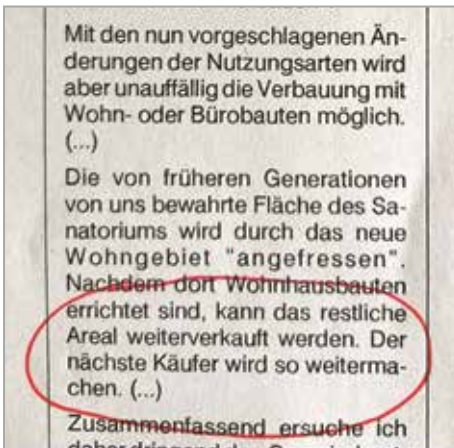 Mit den nun vorgeschlagenen Än-
derungen der Nutzungsarten wird
aber unauffällig die Verbauung mit
Wohn- oder Bürobauten möglich.
(...)
Die von früheren Generationen
von uns bewahrte Fläche des Sa-
natoriums wird durch das neue
Wohngebiet "angefressen".
Nachdem dort Wohnhausbauten
errichtet sind, kann das restliche
Areal weiterverkauft werden. Der
nächste Käufer wird so weiterma-
chen. (...)
Zusammenfassend ersuche ich